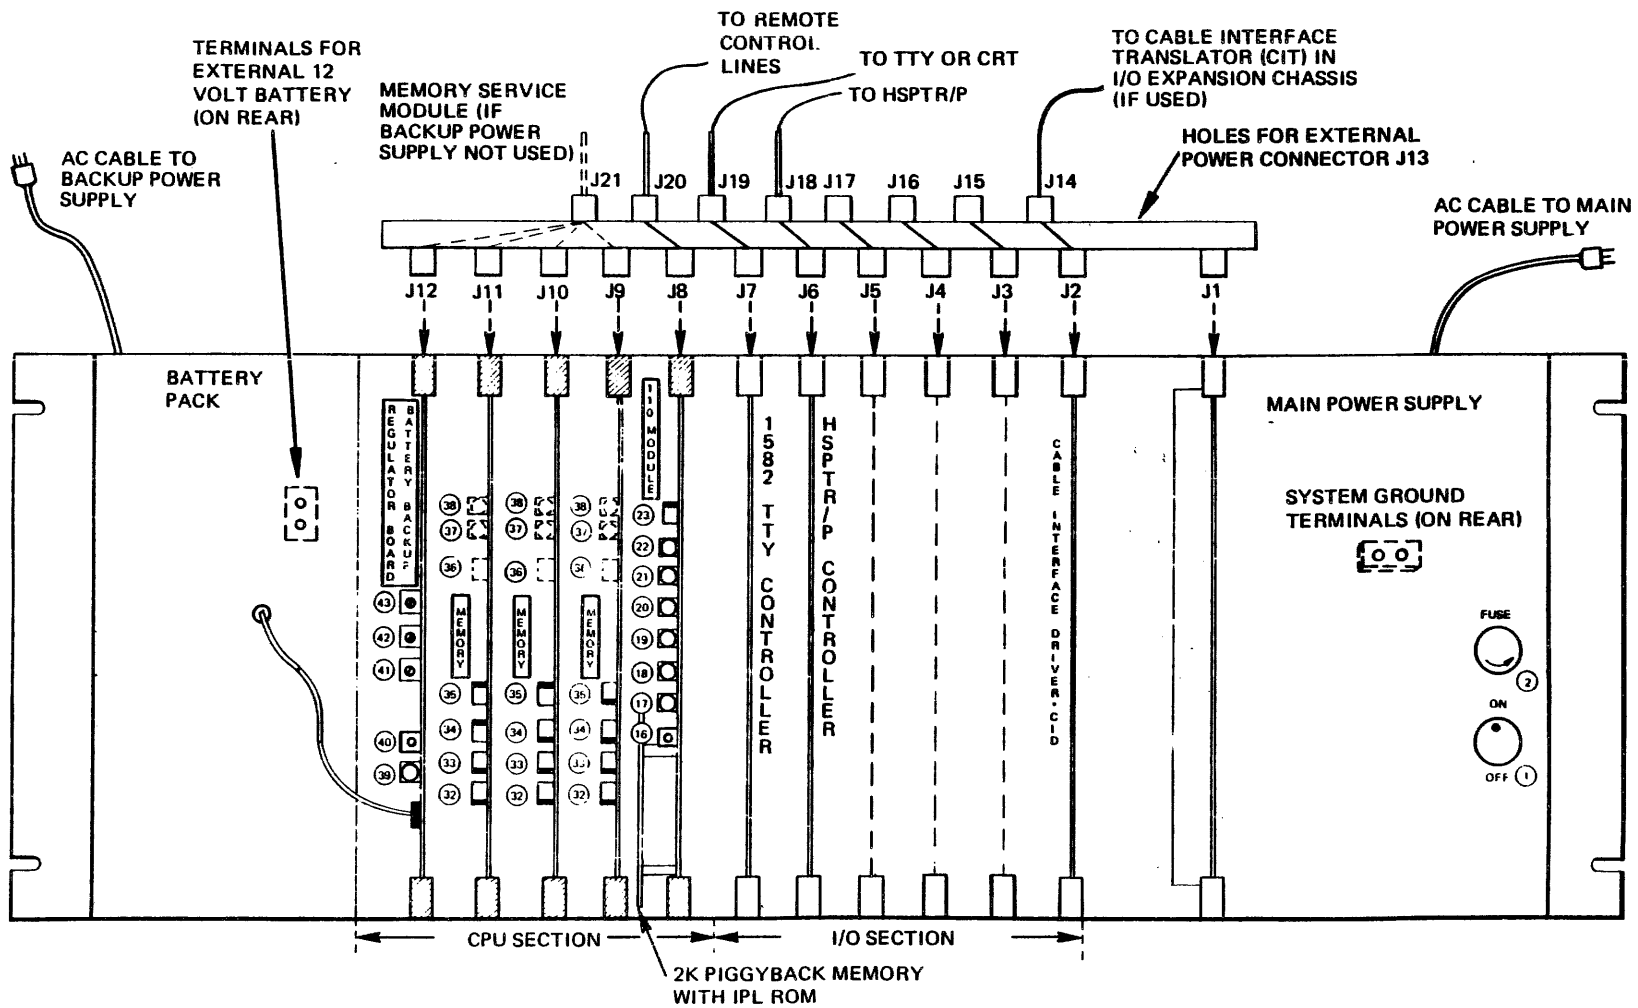 TO REMOTE
CONTROL
LINES
TERMINALS FOR
EXTERNAL 12
VOLT BATTERY
(ON REAR)
MEMORY SERVICE
MODULE (IF
BACKUP POWER
SUPPLY NOT USED)
TO TTY OR CRT
TO HSPTR/P
TO CABLE INTERFACE
TRANSLATOR (CIT) IN
I/O EXPANSION CHASSIS
(IF USED)
HOLES FOR EXTERNAL
POWER CONNECTOR J13
AC CABLE TO
BACKUP POWER
SUPPLY
AC CABLE TO MAIN
POWER SUPPLY
J21 J20 J19 J18 J17 J16 J15 J14
J12 J11 J10 J9 J8 J7 J6 J5 J4 J3 J2 J1
BATTERY
PACK
BATTERY BACKUP
REGULATOR BOARD
43
42
41
40
39
38
37
36
MEMORY
35
34
33
32
38
37
36
MEMORY
35
34
33
32
38
37
36
MEMORY
35
34
33
32
110 MODULE
23
22
21
20
19
18
17
16
1582 TTY CONTROLLER
HSPTR/P CONTROLLER
CABLE INTERFACE DRIVER-CID
MAIN POWER SUPPLY
SYSTEM GROUND
TERMINALS (ON REAR)
FUSE
2
ON
OFF 1
CPU SECTION
I/O SECTION
2K PIGGYBACK MEMORY
WITH IPL ROM